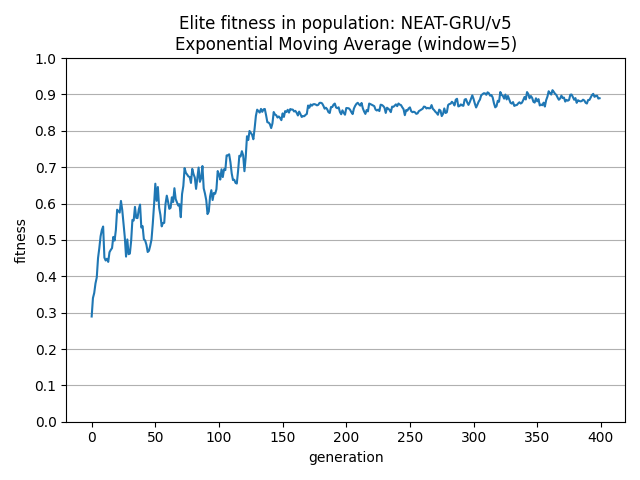 Elite fitness in population: NEAT-GRU/v5
Exponential Moving Average (window=5)
1.0
0.9
0.8
0.7
0.6
0.5
0.4
0.3
0.2
0.1
0.0
fitness
0 50 100 150 200 250 300 350 400
generation